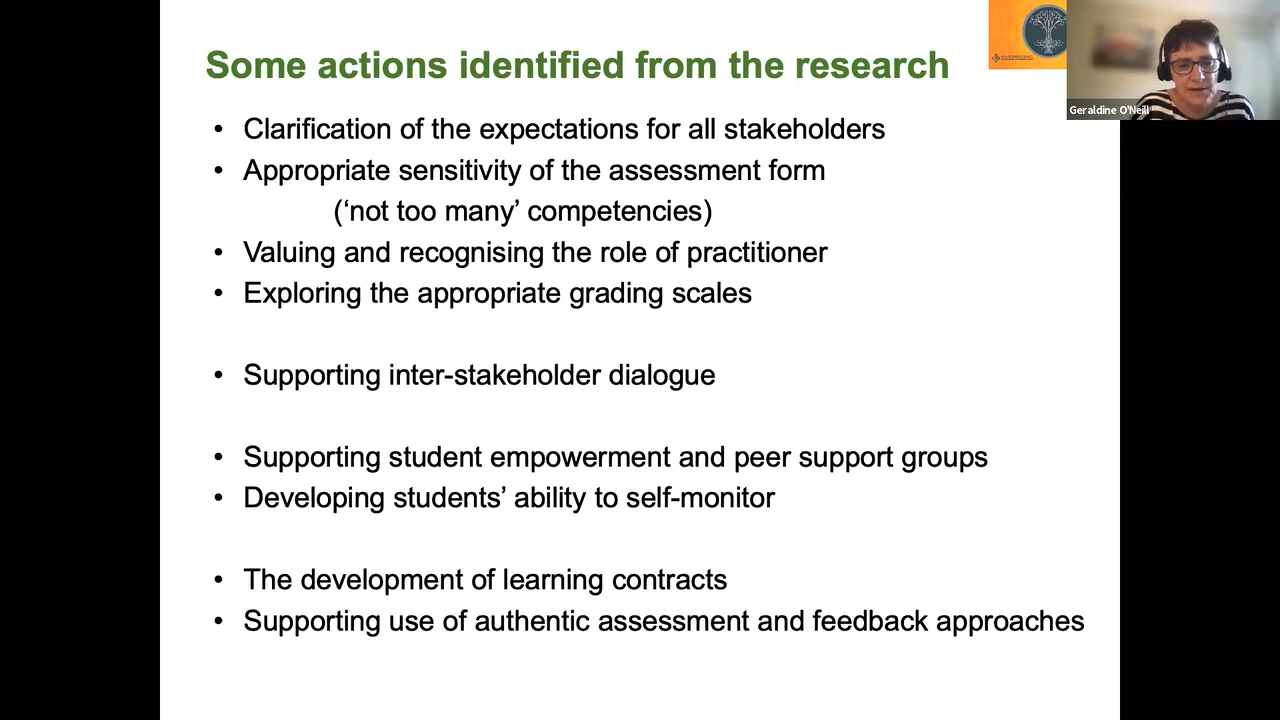 Some actions identified from the research
Geraldine O'Neill
• Clarification of the expectations for all stakeholders
• Appropriate sensitivity of the assessment form
(‘not too many’ competencies)
• Valuing and recognising the role of practitioner
• Exploring the appropriate grading scales
• Supporting inter-stakeholder dialogue
• Supporting student empowerment and peer support groups
• Developing students’ ability to self-monitor
• The development of learning contracts
• Supporting use of authentic assessment and feedback approaches